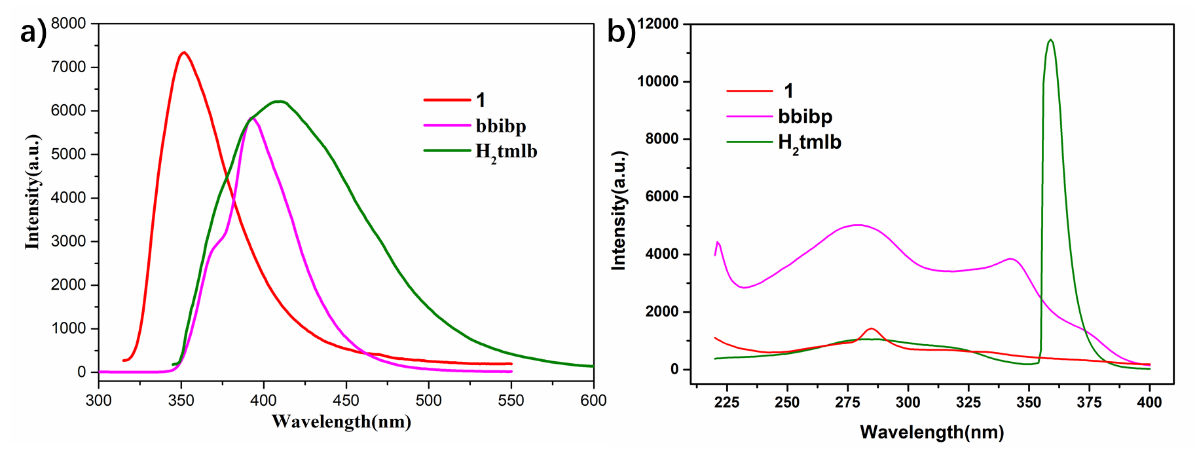 a)
8000
7000
6000
5000
4000
3000
2000
1000
0
Intensity(a.u.)
1
bbibp
H₂tmlb
300 350 400 450 500 550 600
Wavelength(nm)
b)
12000
10000
8000
6000
4000
2000
0
Intensity(a.u.)
1
bbibp
H₂tmlb
225 250 275 300 325 350 375 400
Wavelength(nm)